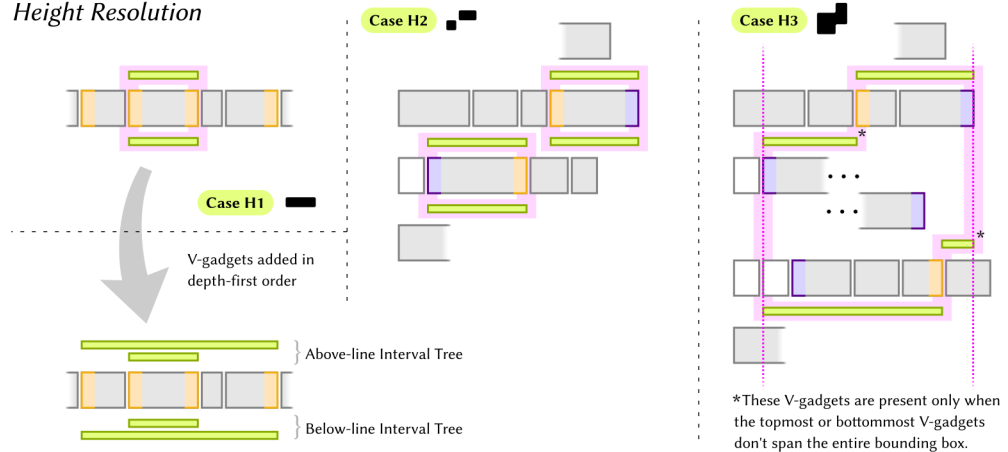 Height Resolution
Case H1
V-gadgets added in
depth-first order
Above-line Interval Tree
Below-line Interval Tree
Case H2
Case H3
*
*
*These V-gadgets are present only when
the topmost or bottommost V-gadgets
don't span the entire bounding box.